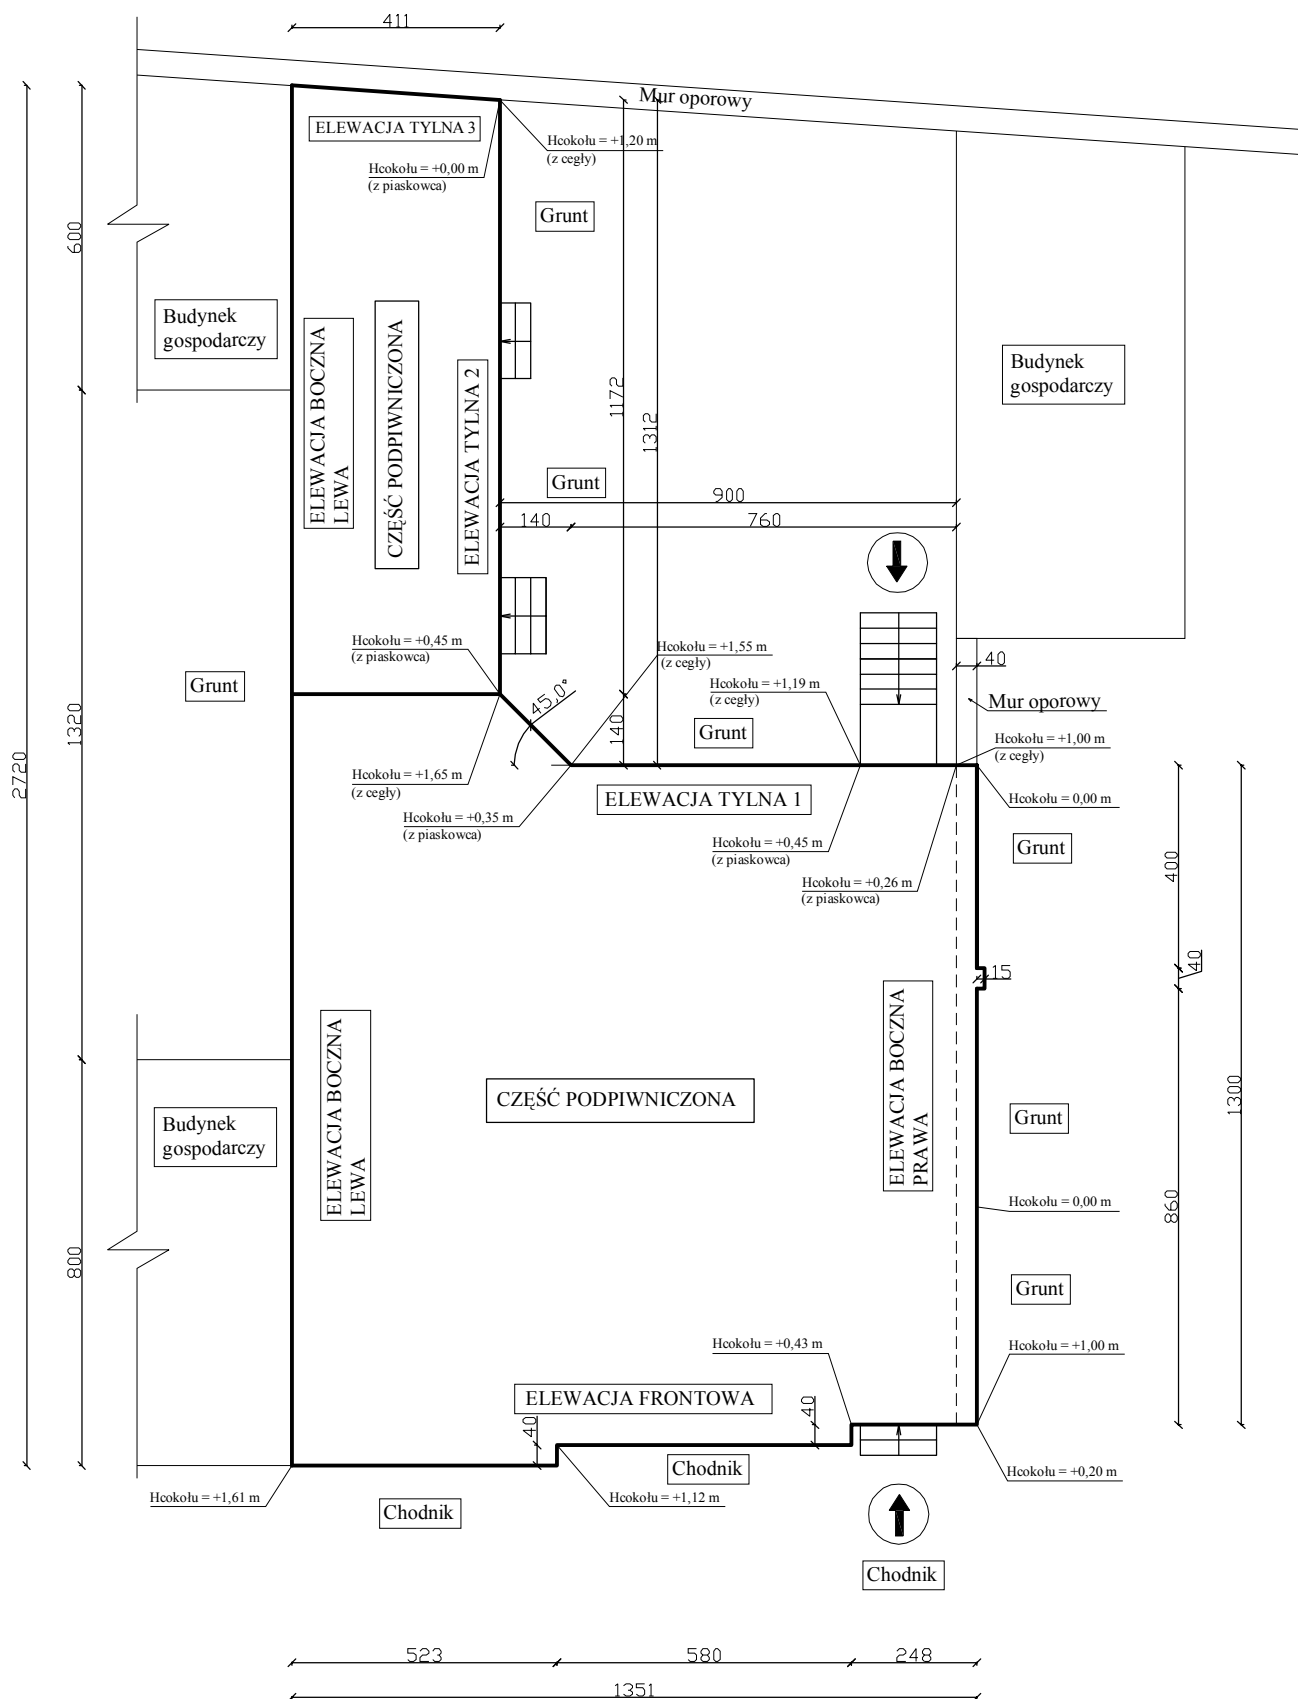 411
Mur oporowy
ELEWACJA TYLNA 3
Hcokołu = +1,20 m
(z cegły)
Hcokołu = +0,00 m
(z piaskowca)
Grunt
600
Budynek
gospodarczy
ELEWACJA BOCZNA
LEWA
CZĘŚĆ PODPIWNICZONA
ELEWACJA TYLNA 2
1172
1312
Budynek
gospodarczy
Grunt
900
140
760
Hcokołu = +0,45 m
(z piaskowca)
Hcokołu = +1,55 m
(z cegły)
40
Grunt
Hcokołu = +1,19 m
(z cegły)
45,0°
Mur oporowy
140
Grunt
1320
2720
Hcokołu = +1,00 m
(z cegły)
Hcokołu = +1,65 m
(z cegły)
ELEWACJA TYLNA 1
Hcokołu = 0,00 m
Hcokołu = +0,35 m
(z piaskowca)
Hcokołu = +0,45 m
(z piaskowca)
Grunt
400
Hcokołu = +0,26 m
(z piaskowca)
40
15
ELEWACJA BOCZNA
LEWA
ELEWACJA BOCZNA
PRAWA
CZĘŚĆ PODPIWNICZONA
1300
Budynek
gospodarczy
Grunt
860
Hcokołu = 0,00 m
800
Grunt
Hcokołu = +0,43 m
Hcokołu = +1,00 m
ELEWACJA FRONTOWA
40
40
Chodnik
Hcokołu = +0,20 m
Hcokołu = +1,61 m
Hcokołu = +1,12 m
Chodnik
Chodnik
523
580
248
1351